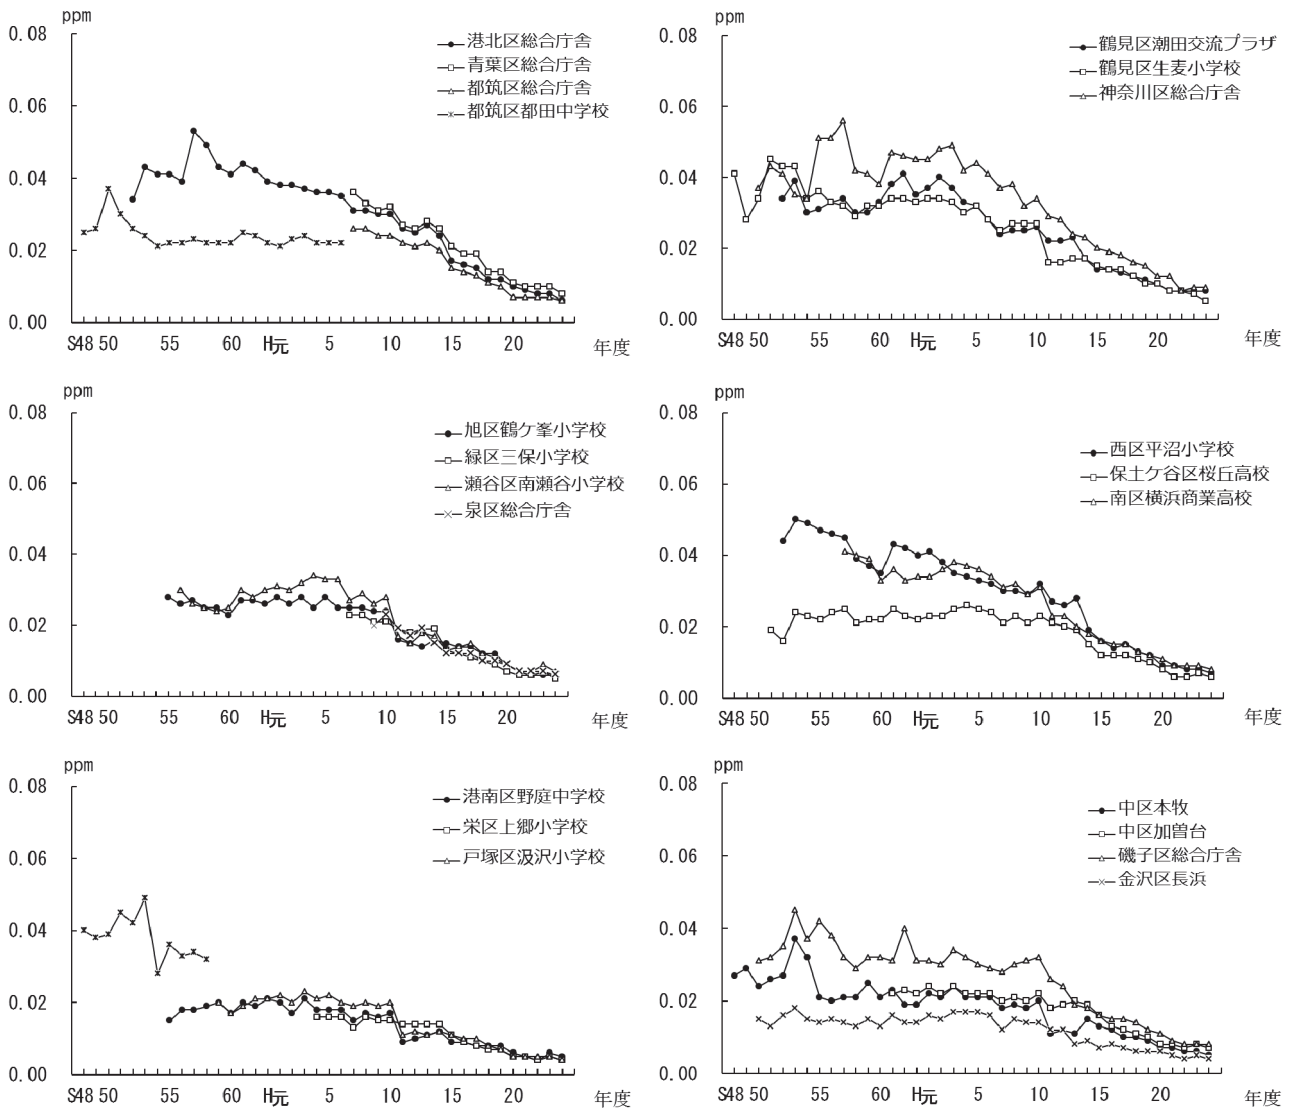 ppm
0.08
0.06
0.04
0.02
0.00
港北区総合庁舎
青葉区総合庁舎
都筑区総合庁舎
都筑区都田中学校
S48 50 55 60 H元 5 10 15 20 年度
ppm
0.08
0.06
0.04
0.02
0.00
鶴見区潮田交流プラザ
鶴見区生麦小学校
神奈川区総合庁舎
S48 50 55 60 H元 5 10 15 20 年度
ppm
0.08
0.06
0.04
0.02
0.00
旭区鶴ケ峯小学校
緑区三保小学校
瀬谷区南瀬谷小学校
泉区総合庁舎
S48 50 55 60 H元 5 10 15 20 年度
ppm
0.08
0.06
0.04
0.02
0.00
西区平沼小学校
保土ケ谷区桜丘高校
南区横浜商業高校
S48 50 55 60 H元 5 10 15 20 年度
ppm
0.08
0.06
0.04
0.02
0.00
港南区野庭中学校
栄区上郷小学校
戸塚区汲沢小学校
S48 50 55 60 H元 5 10 15 20 年度
ppm
0.08
0.06
0.04
0.02
0.00
中区本牧
中区加曽台
磯子区総合庁舎
金沢区長浜
S48 50 55 60 H元 5 10 15 20 年度